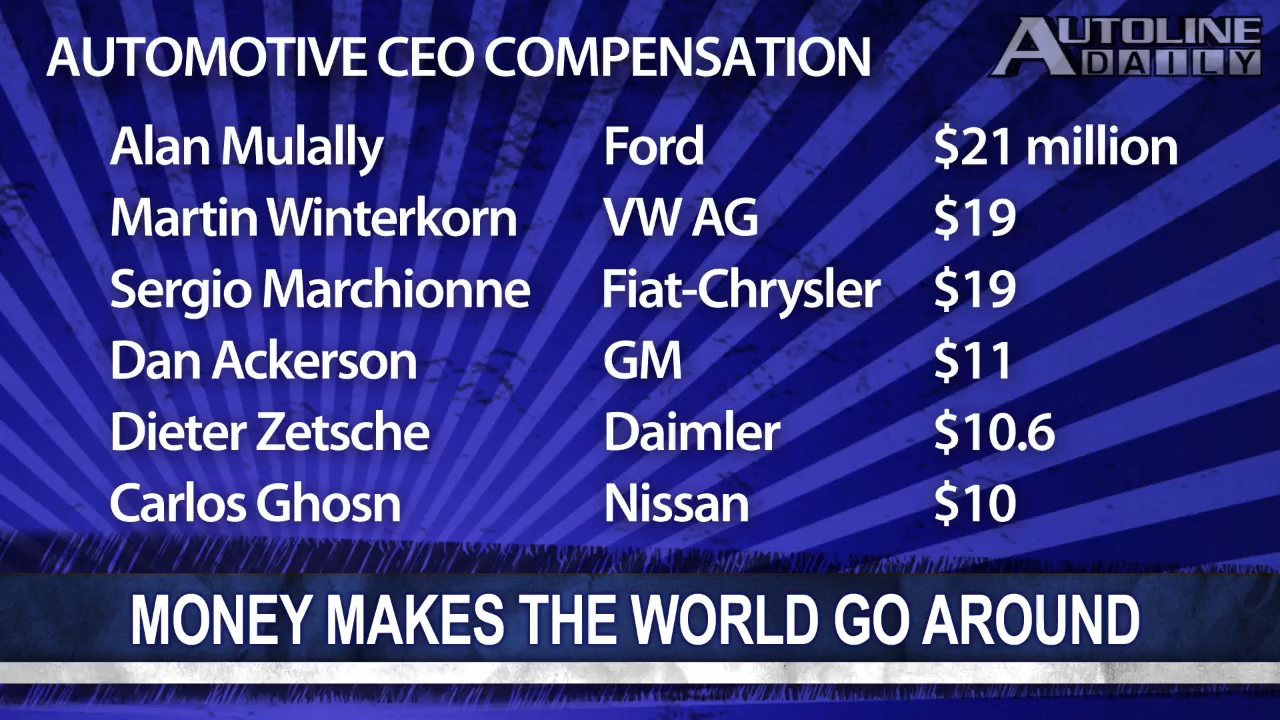 AUTOMOTIVE CEO COMPENSATION
AUTOLINE
DAILY
Alan Mulally Ford $21 million
Martin Winterkorn VW AG $19
Sergio Marchionne Fiat-Chrysler $19
Dan Ackerson GM $11
Dieter Zetsche Daimler $10.6
Carlos Ghosn Nissan $10
MONEY MAKES THE WORLD GO AROUND